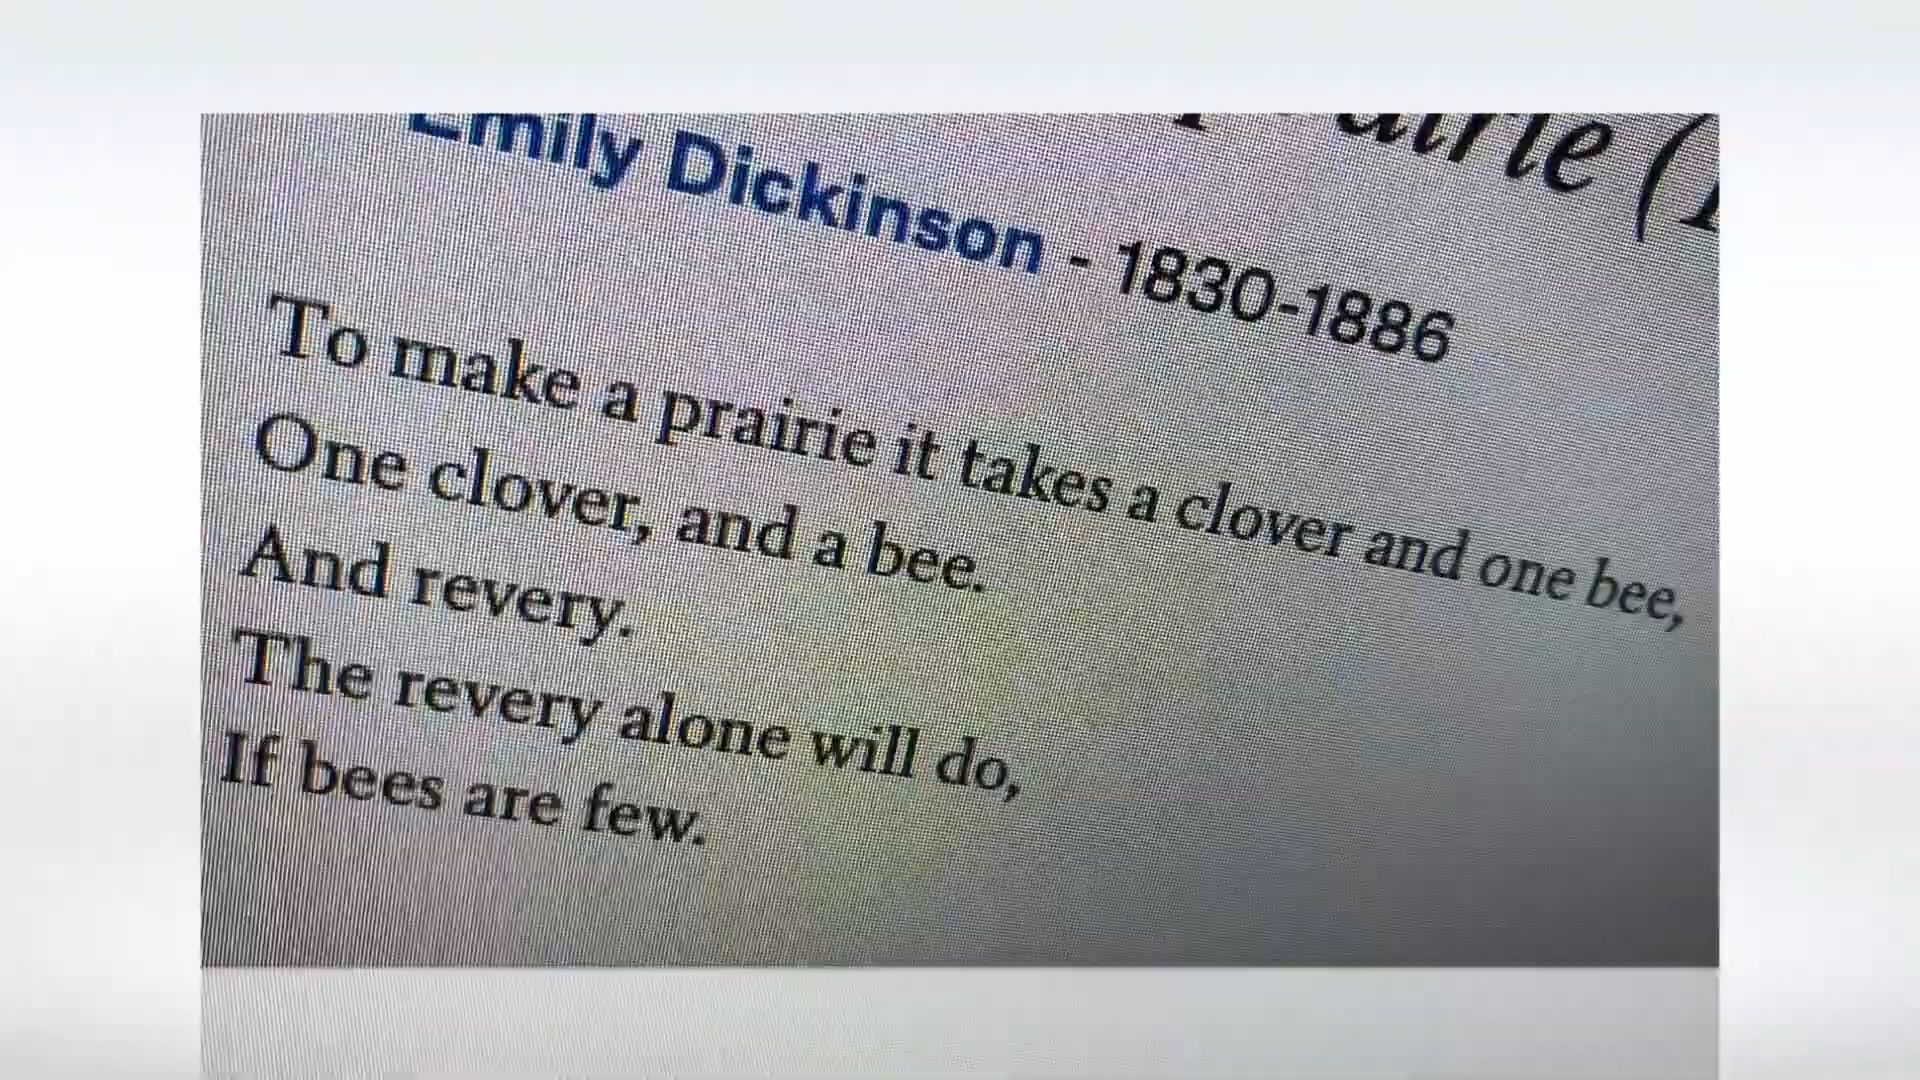 Emily Dickinson - 1830-1886
To make a prairie it takes a clover and one bee,
One clover, and a bee.
And revery.
The revery alone will do,
If bees are few.